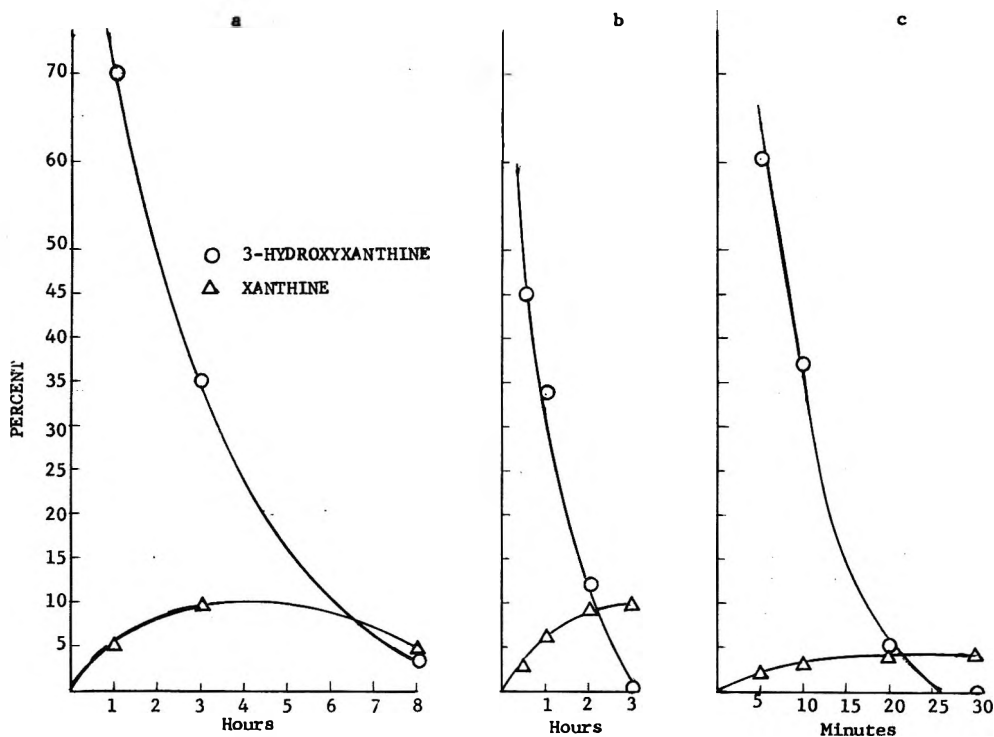 a
b
c
70
60
50
45
40
35
25
20
15
10
5
○ 3-HYDROXYXANTHINE
△ XANTHINE
PERCENT
1 2 3 4 5 6 7 8
Hours
1 2 3
Hours
5 10 15 20 25 30
Minutes